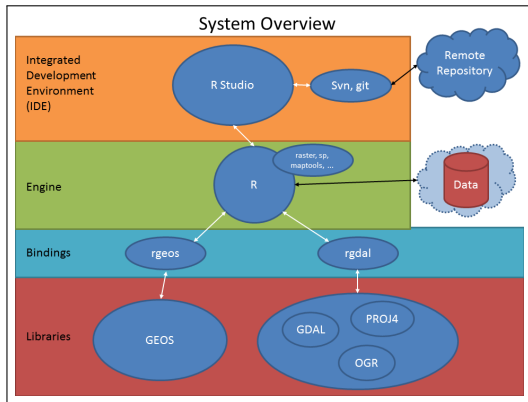 System Overview
Integrated
Development
Environment
(IDE)
R Studio
Svn, git
Remote
Repository
Engine
raster, sp,
maptools, ...
R
Data
Bindings
rgeos
rgdal
Libraries
GEOS
GDAL
PROJ4
OGR